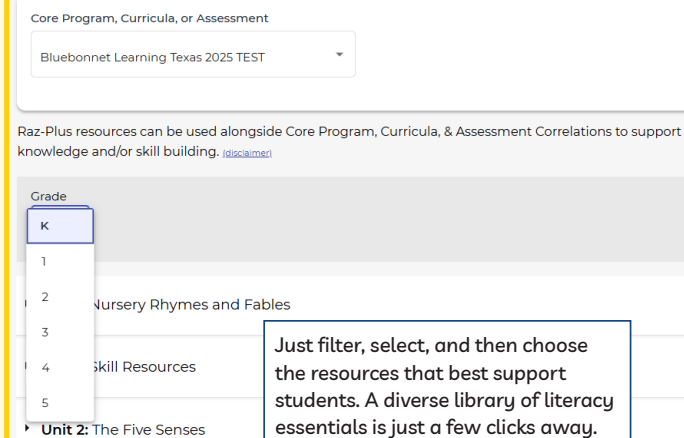 Core Program, Curricula, or Assessment
Bluebonnet Learning Texas 2025 TEST
Raz-Plus resources can be used alongside Core Program, Curricula, & Assessment Correlations to support
knowledge and/or skill building. (disclaimer)
Grade
K
1
2
3
4
5
Nursery Rhymes and Fables
Skill Resources
Unit 2: The Five Senses
Just filter, select, and then choose
the resources that best support
students. A diverse library of literacy
essentials is just a few clicks away.